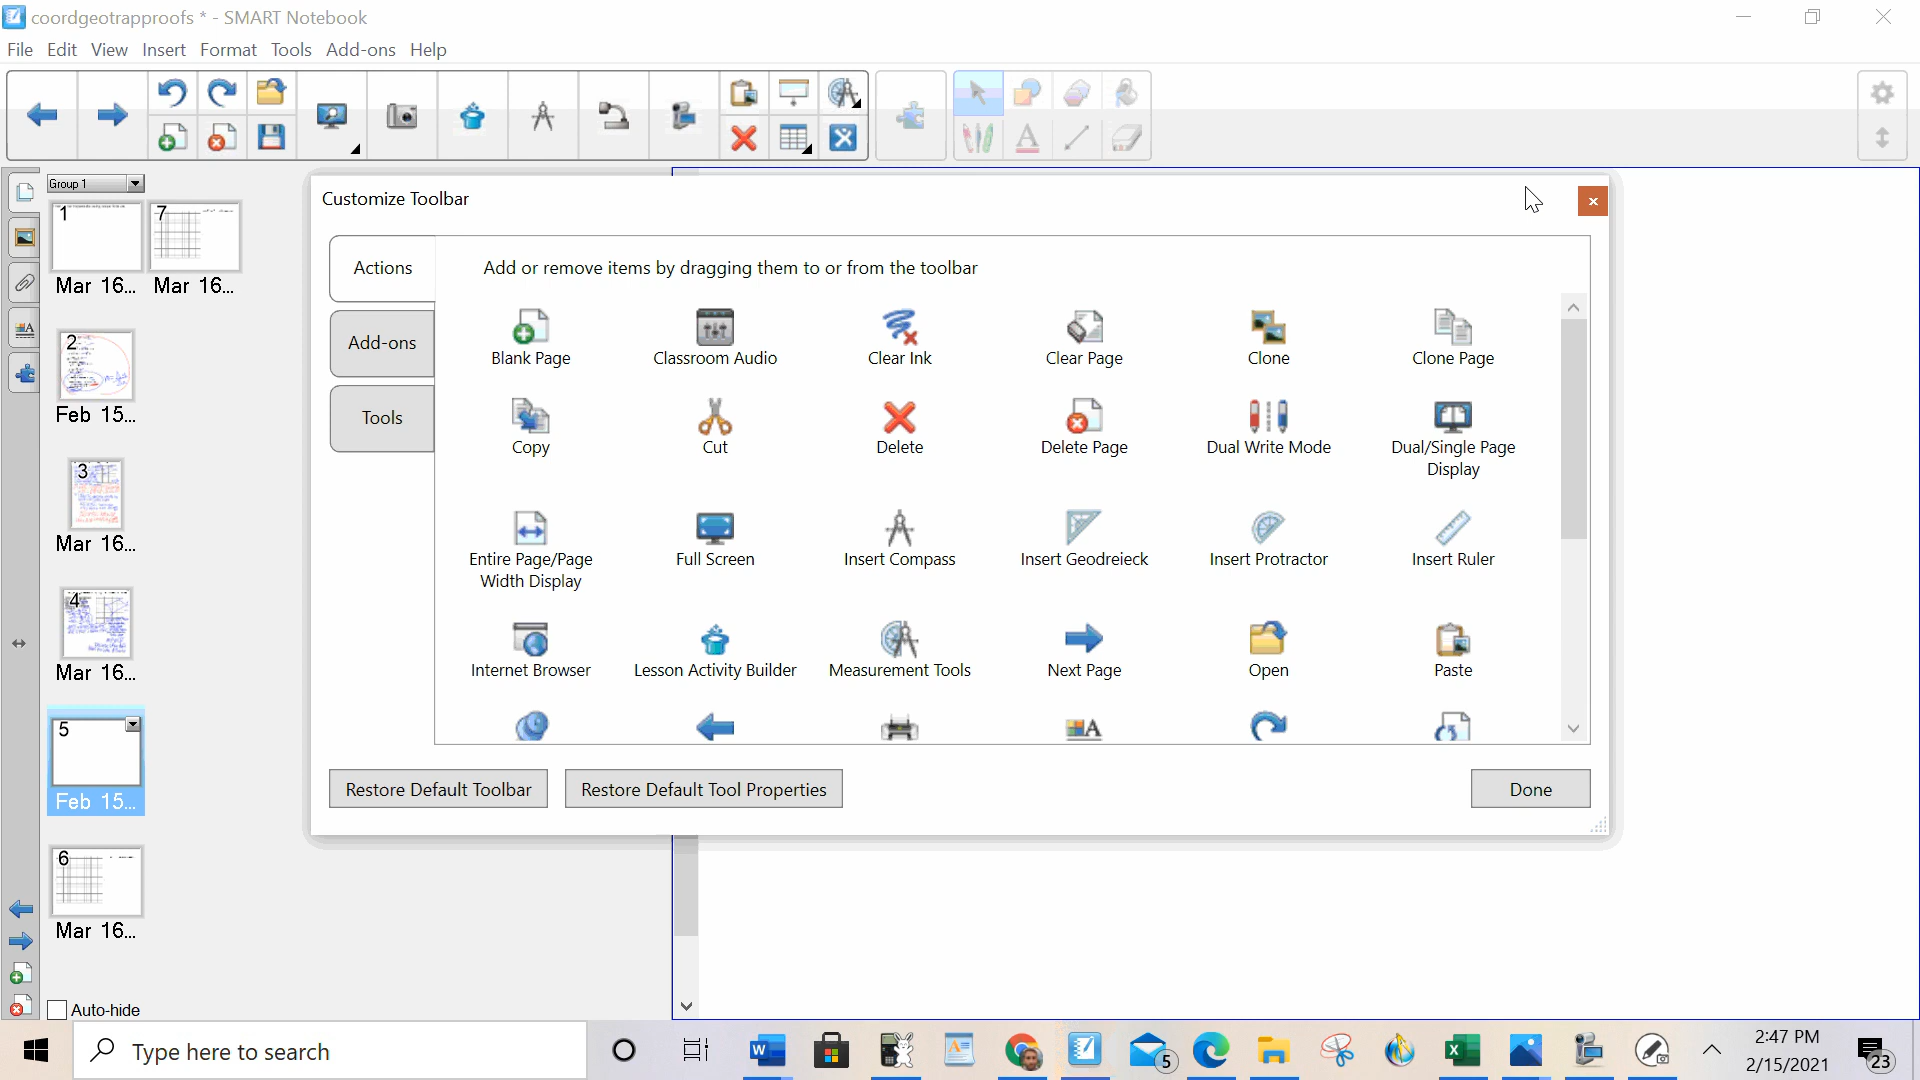 coordgeotrapproofs * - SMART Notebook
File Edit View Insert Format Tools Add-ons Help
Group 1
1
7
Mar 16... Mar 16...
2
Feb 15...
3
Mar 16...
4
Mar 16...
5
Feb 15...
6
Mar 16...
Auto-hide
Customize Toolbar
Actions
Add-ons
Tools
Add or remove items by dragging them to or from the toolbar
Blank Page Classroom Audio Clear Ink Clear Page Clone Clone Page
Copy Cut Delete Delete Page Dual Write Mode Dual/Single Page
Display
Entire Page/Page Full Screen Insert Compass Insert Geodreieck Insert Protractor Insert Ruler
Width Display
Internet Browser Lesson Activity Builder Measurement Tools Next Page Open Paste
Restore Default Toolbar Restore Default Tool Properties Done
Type here to search
5
2:47 PM
2/15/2021
23